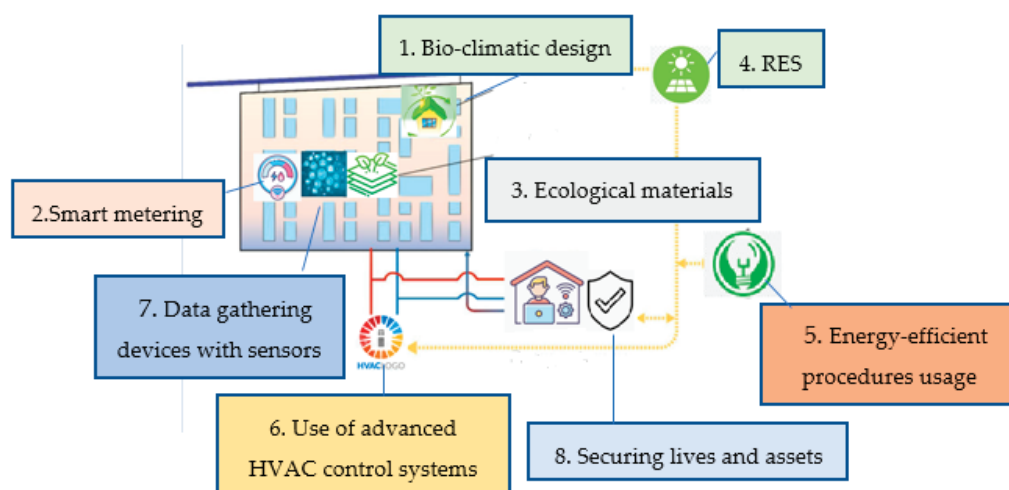 1. Bio-climatic design
4. RES
3. Ecological materials
2.Smart metering
7. Data gathering
devices with sensors
5. Energy-efficient
procedures usage
6. Use of advanced
HVAC control systems
8. Securing lives and assets